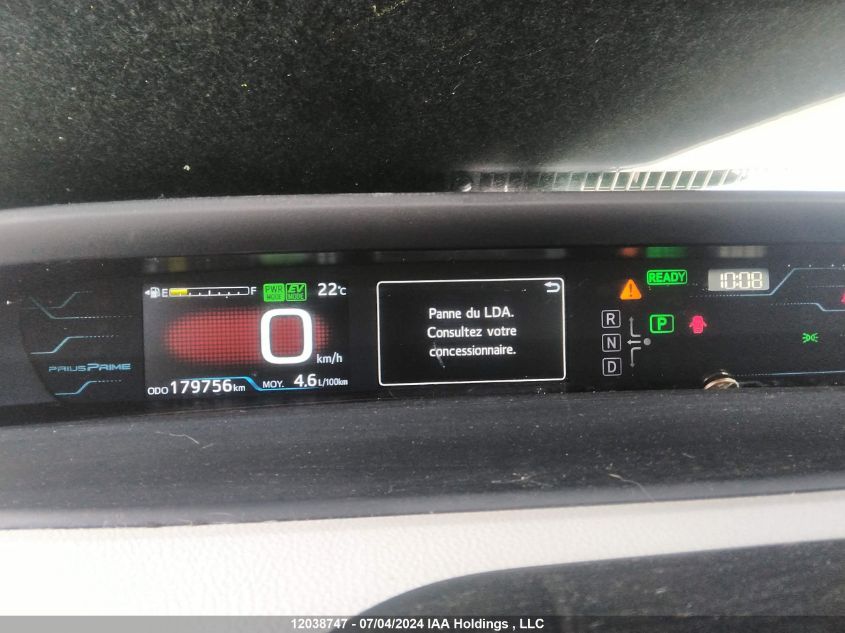 E F PWR MODE EV MODE 22°C
0 km/h
PRIUS PRIME
ODO 179756 km MOY. 4.6 L/100km
Panne du LDA.
Consultez votre
concessionnaire.
READY 10:08
R
N
D
P
12038747 - 07/04/2024 IAA Holdings , LLC